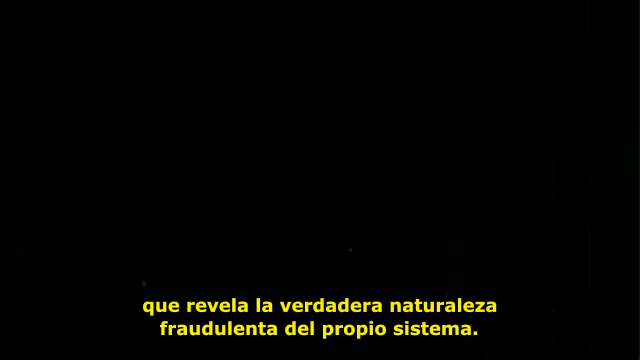 que revela la verdadera naturaleza
fraudulenta del propio sistema.